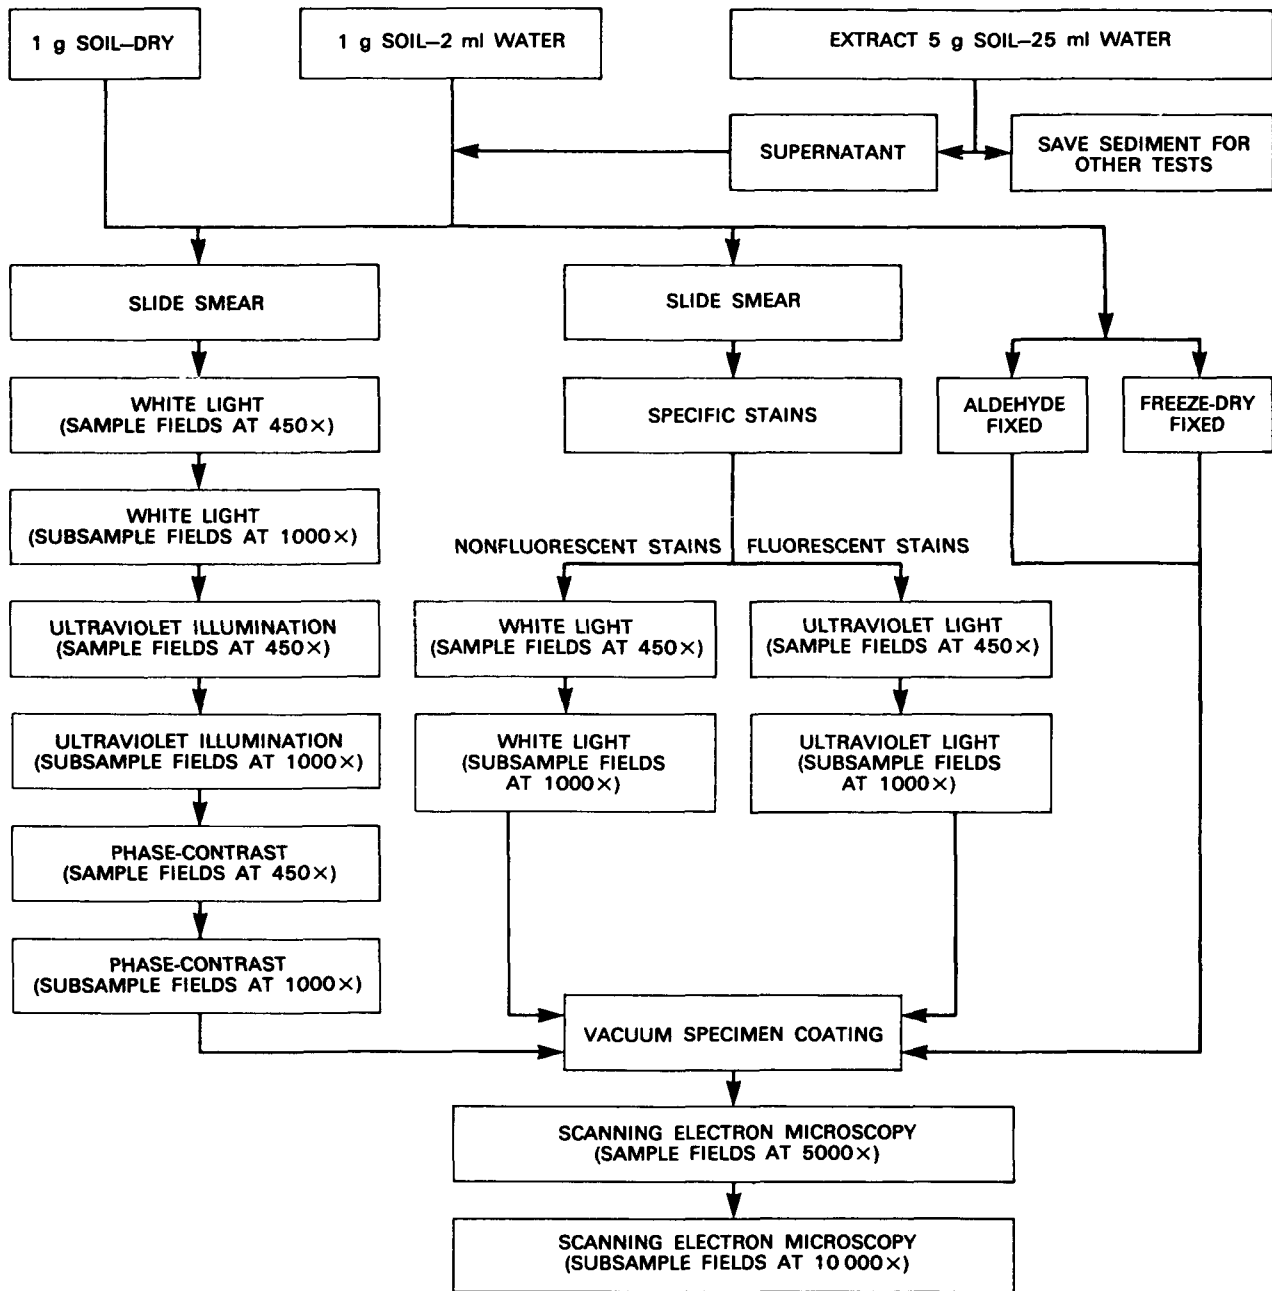 1 g SOIL–DRY
1 g SOIL–2 ml WATER
EXTRACT 5 g SOIL–25 ml WATER
SUPERNATANT
SAVE SEDIMENT FOR
OTHER TESTS
SLIDE SMEAR
WHITE LIGHT
(SAMPLE FIELDS AT 450×)
WHITE LIGHT
(SUBSAMPLE FIELDS AT 1000×)
ULTRAVIOLET ILLUMINATION
(SAMPLE FIELDS AT 450×)
ULTRAVIOLET ILLUMINATION
(SUBSAMPLE FIELDS AT 1000×)
PHASE-CONTRAST
(SAMPLE FIELDS AT 450×)
PHASE-CONTRAST
(SUBSAMPLE FIELDS AT 1000×)
SLIDE SMEAR
SPECIFIC STAINS
NONFLUORESCENT STAINS
FLUORESCENT STAINS
WHITE LIGHT
(SAMPLE FIELDS AT 450×)
WHITE LIGHT
(SUBSAMPLE FIELDS
AT 1000×)
ULTRAVIOLET LIGHT
(SAMPLE FIELDS AT 450×)
ULTRAVIOLET LIGHT
(SUBSAMPLE FIELDS
AT 1000×)
ALDEHYDE
FIXED
FREEZE-DRY
FIXED
VACUUM SPECIMEN COATING
SCANNING ELECTRON MICROSCOPY
(SAMPLE FIELDS AT 5000×)
SCANNING ELECTRON MICROSCOPY
(SUBSAMPLE FIELDS AT 10 000×)